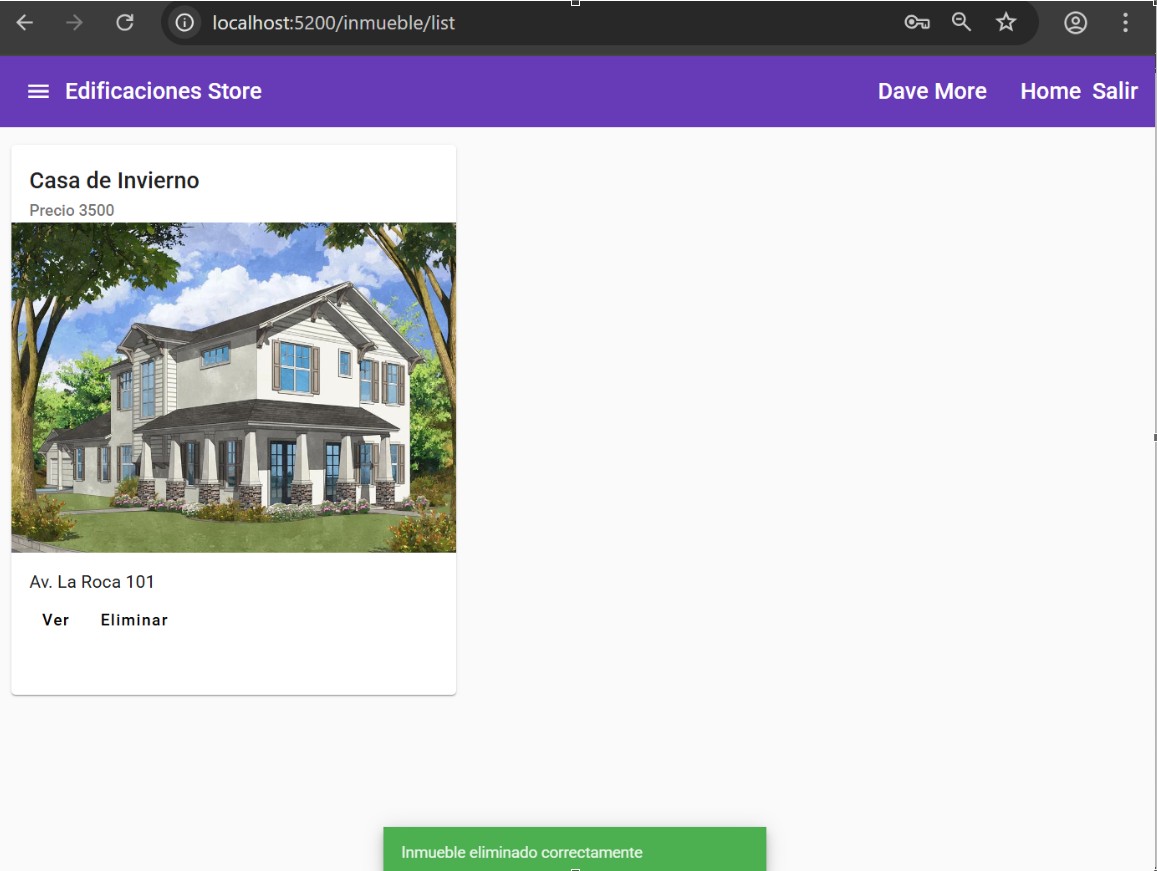 localhost:5200/inmueble/list
Edificaciones Store
Dave More Home Salir
Casa de Invierno
Precio 3500
Av. La Roca 101
Ver Eliminar
Inmueble eliminado correctamente